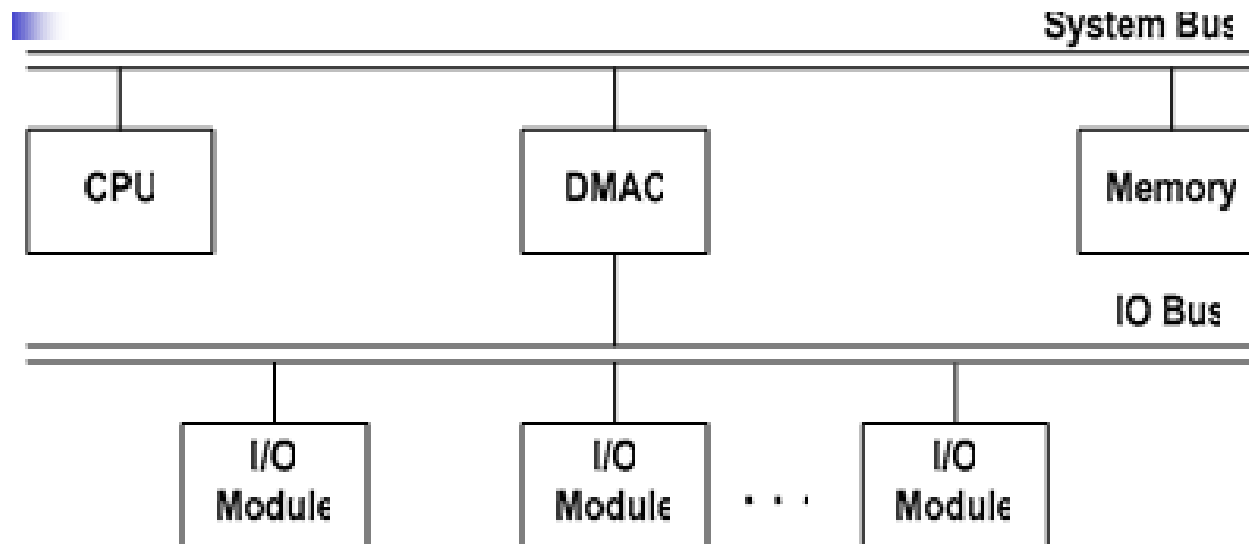 System Bus
CPU
DMAC
Memory
IO Bus
I/O
Module
I/O
Module
. . .
I/O
Module